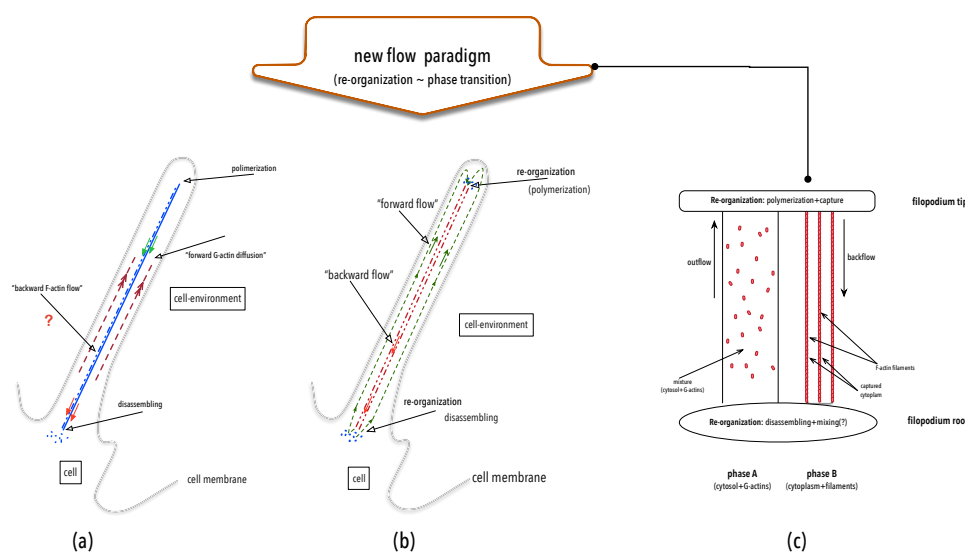 new flow paradigm
(re-organization ~ phase transition)
polimerization
"forward G-actin diffusion"
"backward F-actin flow"
?
cell-environment
disassembling
cell
cell membrane
(a)
re-organization
(polymerization)
"forward flow"
"backward flow"
cell-environment
re-organization
disassembling
cell
cell membrane
(b)
Re-organization: polymerization+capture
filopodium tip
outflow
backflow
mixture
(cytosol+G-actins)
F-actin filaments
captured
cytoplam
Re-organization: disassembling+mixing(?)
filopodium roo
phase A
(cytosol+G-actins)
phase B
(cytoplasm+filaments)
(c)